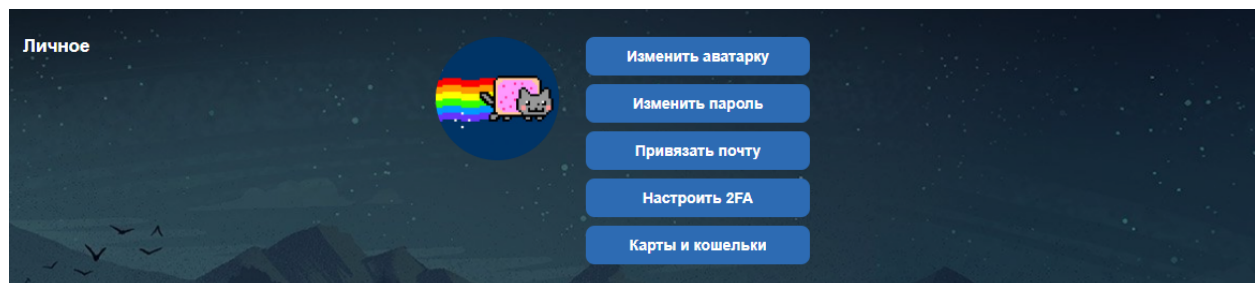 Личное
Изменить аватарку
Изменить пароль
Привязать почту
Настроить 2FA
Карты и кошельки